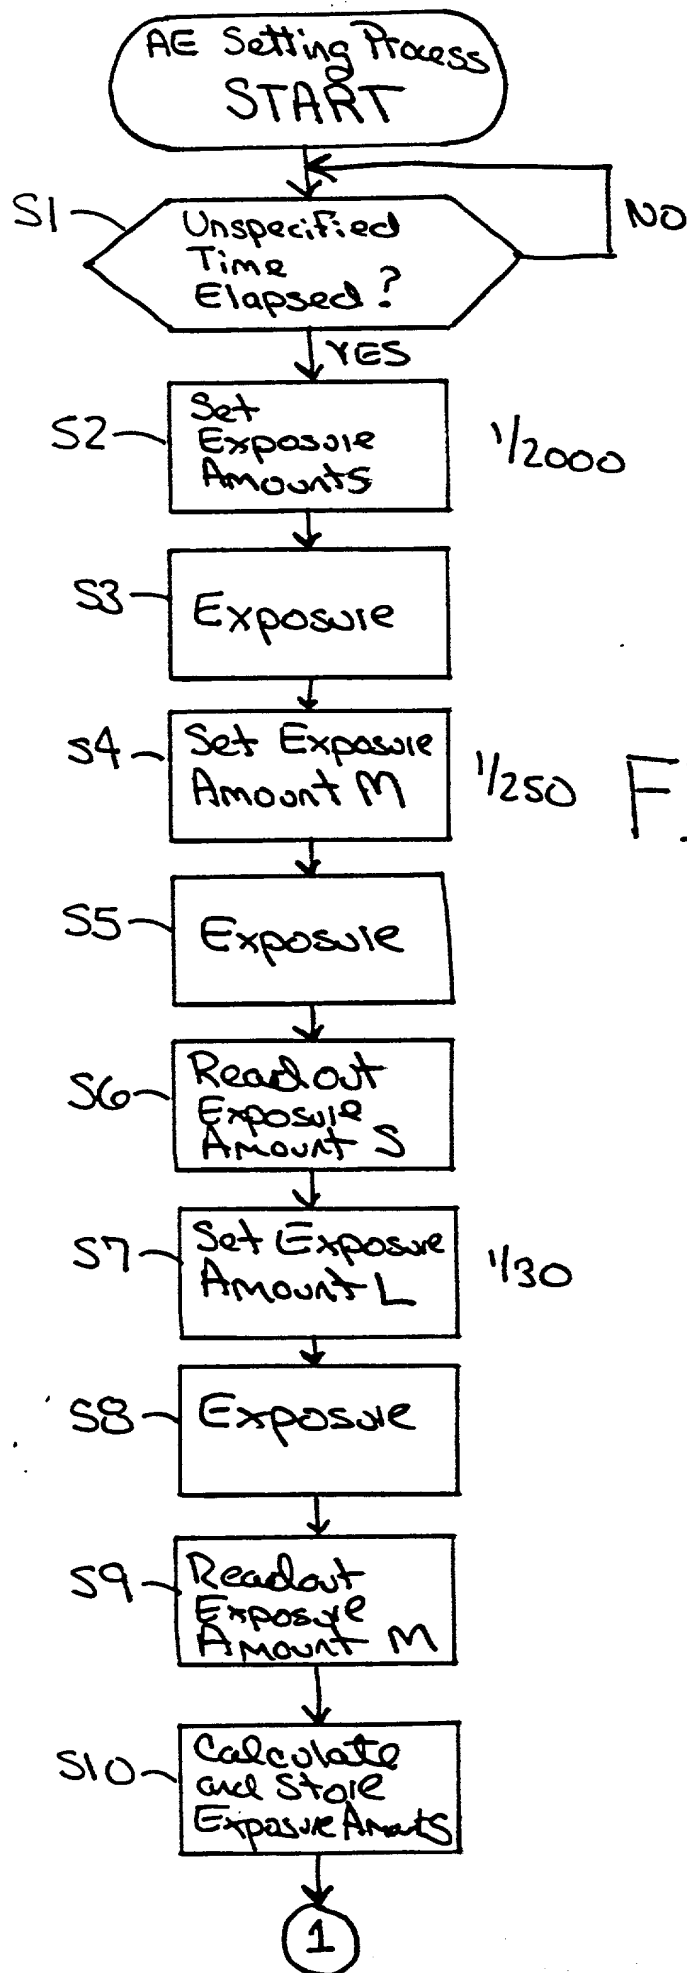 AE Setting Process
START
S1
Unspecified
Time
Elapsed?
NO
YES
S2
Set
Exposure
Amounts
1/2000
S3
Exposure
S4
Set Exposure
Amount M
1/250
F.
S5
Exposure
S6
Readout
Exposure
Amount S
S7
Set Exposure
Amount L
1/30
S8
Exposure
S9
Readout
Exposure
Amount M
S10
Calculate
and Store
Exposure Amounts
1